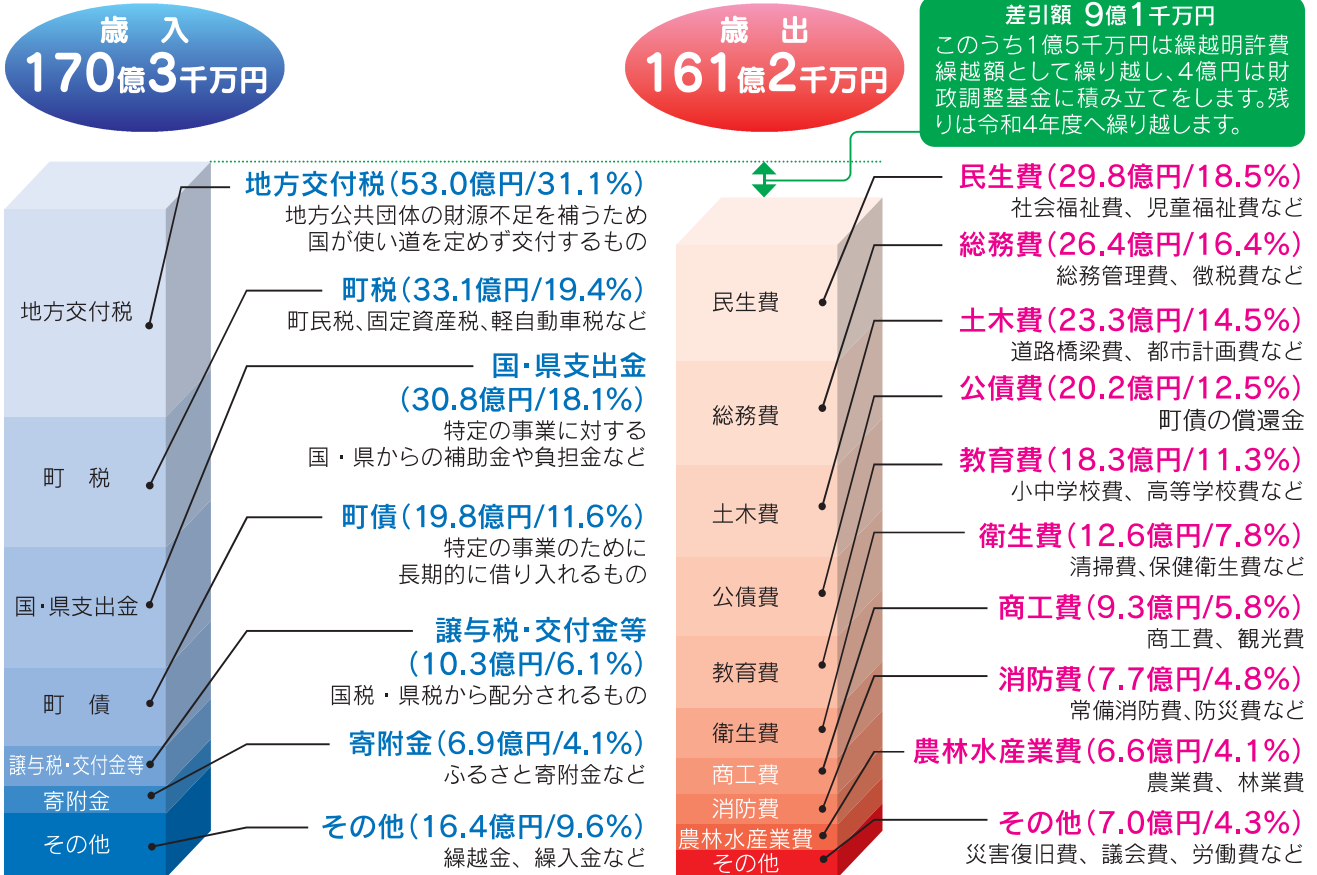 歳 入
170億3千万円
歳 出
161億2千万円
差引額 9億1千万円
このうち1億5千万円は繰越明許費
繰越額として繰り越し、4億円は財
政調整基金に積み立てをします。残
りは令和4年度へ繰り越します。
地方交付税
町 税
国・県支出金
町 債
譲与税・交付金等
寄附金
その他
地方交付税(53.0億円/31.1%)
地方公共団体の財源不足を補うため
国が使い道を定めず交付するもの
町税(33.1億円/19.4%)
町民税、固定資産税、軽自動車税など
国・県支出金
(30.8億円/18.1%)
特定の事業に対する
国・県からの補助金や負担金など
町債(19.8億円/11.6%)
特定の事業のために
長期的に借り入れるもの
譲与税・交付金等
(10.3億円/6.1%)
国税・県税から配分されるもの
寄附金(6.9億円/4.1%)
ふるさと寄附金など
その他(16.4億円/9.6%)
繰越金、繰入金など
民生費
総務費
土木費
公債費
教育費
衛生費
商工費
消防費
農林水産業費
その他
民生費(29.8億円/18.5%)
社会福祉費、児童福祉費など
総務費(26.4億円/16.4%)
総務管理費、徴税費など
土木費(23.3億円/14.5%)
道路橋梁費、都市計画費など
公債費(20.2億円/12.5%)
町債の償還金
教育費(18.3億円/11.3%)
小中学校費、高等学校費など
衛生費(12.6億円/7.8%)
清掃費、保健衛生費など
商工費(9.3億円/5.8%)
商工費、観光費
消防費(7.7億円/4.8%)
常備消防費、防災費など
農林水産業費(6.6億円/4.1%)
農業費、林業費
その他(7.0億円/4.3%)
災害復旧費、議会費、労働費など